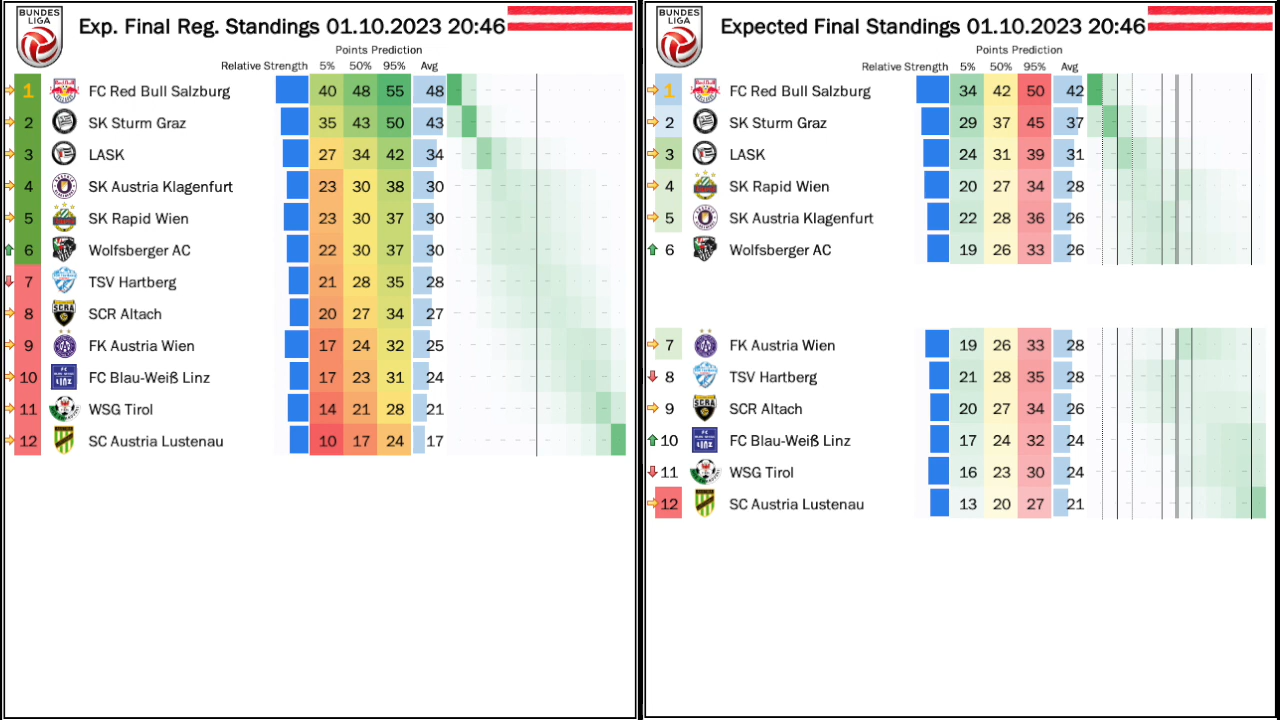 BUNDES
LIGA
Exp. Final Reg. Standings 01.10.2023 20:46
Points Prediction
Relative Strength 5% 50% 95% Avg
1 FC Red Bull Salzburg 40 48 55 48
2 SK Sturm Graz 35 43 50 43
3 LASK 27 34 42 34
4 SK Austria Klagenfurt 23 30 38 30
5 SK Rapid Wien 23 30 37 30
6 Wolfsberger AC 22 30 37 30
7 TSV Hartberg 21 28 35 28
8 SCR Altach 20 27 34 27
9 FK Austria Wien 17 24 32 25
10 FC Blau-Weiß Linz 17 23 31 24
11 WSG Tirol 14 21 28 21
12 SC Austria Lustenau 10 17 24 17
BUNDES
LIGA
Expected Final Standings 01.10.2023 20:46
Points Prediction
Relative Strength 5% 50% 95% Avg
1 FC Red Bull Salzburg 34 42 50 42
2 SK Sturm Graz 29 37 45 37
3 LASK 24 31 39 31
4 SK Rapid Wien 20 27 34 28
5 SK Austria Klagenfurt 22 28 36 26
6 Wolfsberger AC 19 26 33 26
7 FK Austria Wien 19 26 33 28
8 TSV Hartberg 21 28 35 28
9 SCR Altach 20 27 34 26
10 FC Blau-Weiß Linz 17 24 32 24
11 WSG Tirol 16 23 30 24
12 SC Austria Lustenau 13 20 27 21